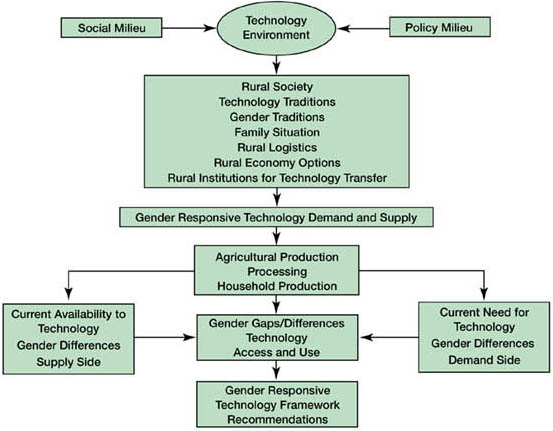 Social Milieu
Technology
Environment
Policy Milieu
Rural Society
Technology Traditions
Gender Traditions
Family Situation
Rural Logistics
Rural Economy Options
Rural Institutions for Technology Transfer
Gender Responsive Technology Demand and Supply
Agricultural Production
Processing
Household Production
Current Availability to
Technology
Gender Differences
Supply Side
Gender Gaps/Differences
Technology
Access and Use
Current Need for
Technology
Gender Differences
Demand Side
Gender Responsive
Technology Framework
Recommendations